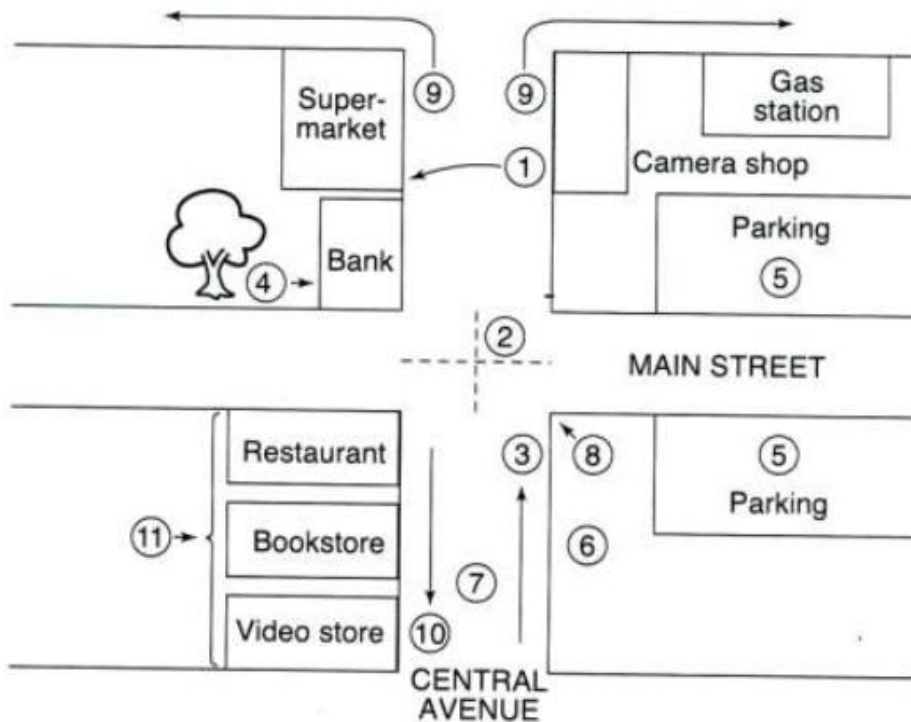 9
9
Super-
market
Gas
station
1
Camera shop
Parking
4
Bank
5
2
MAIN STREET
Restaurant
3
8
5
Parking
11
Bookstore
6
7
Video store
10
CENTRAL
AVENUE